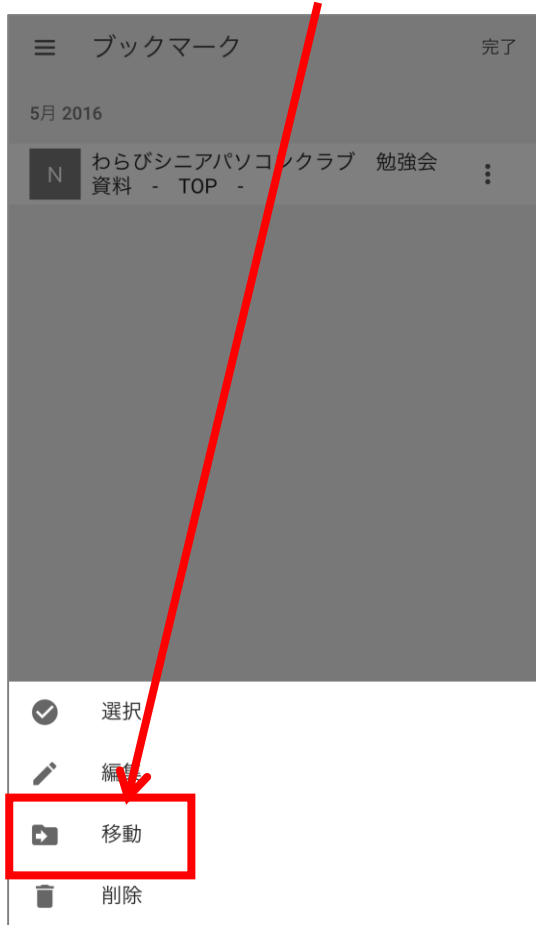 ブックマーク 完了
5月 2016
N
わらびシニアパソコンクラブ　勉強会
資料　-　TOP　-
選択
編集
移動
削除